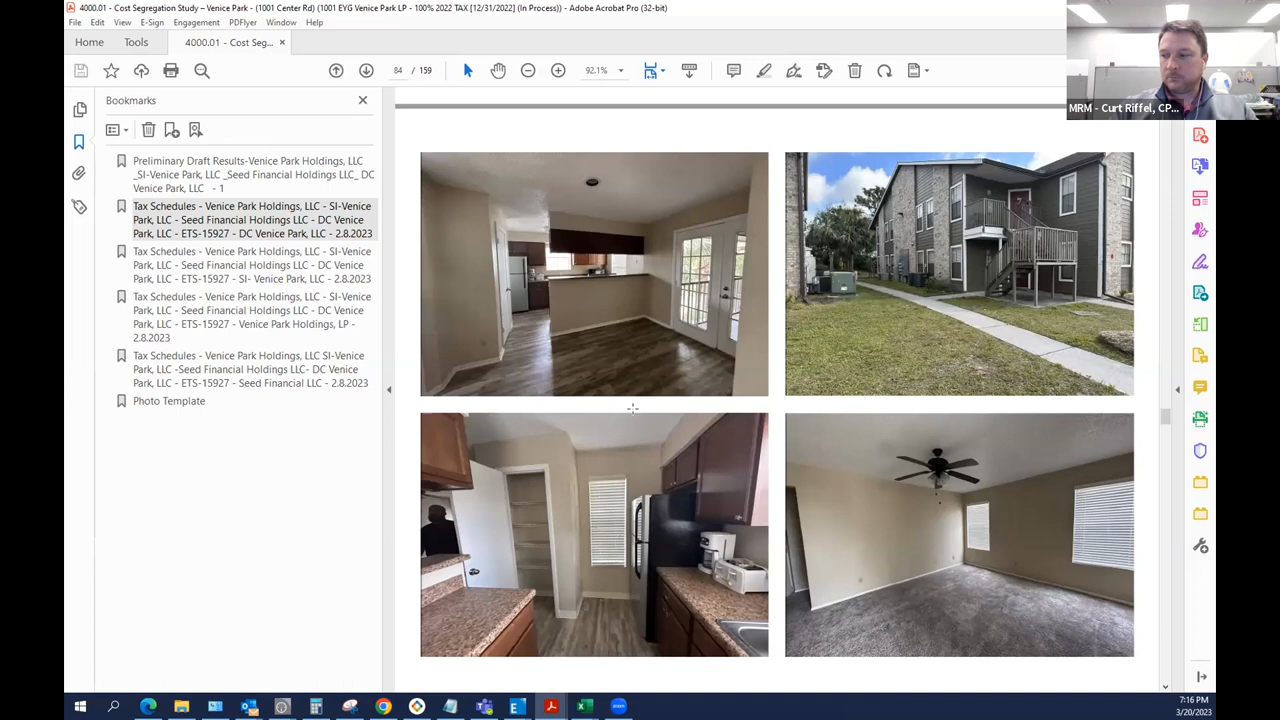 4000.01 - Cost Segregation Study – Venice Park - (1001 Center Rd) (1001 EYG Venice Park LP - 100% 2022 TAX [12/31/2022] (In Process)) - Adobe Acrobat Pro (32-bit)
File Edit View E-Sign Engagement PDFlyer Window Help
Home Tools 4000.01 - Cost Seg...
84 / 159 92.1%
MRM - Curt Riffel, CP...
Bookmarks
Preliminary Draft Results-Venice Park Holdings, LLC
_SI-Venice Park, LLC _Seed Financial Holdings LLC_ DC
Venice Park, LLC - 1
Tax Schedules - Venice Park Holdings, LLC - SI-Venice
Park, LLC - Seed Financial Holdings LLC - DC Venice
Park, LLC - ETS-15927 - DC Venice Park, LLC - 2.8.2023
Tax Schedules - Venice Park Holdings, LLC - SI-Venice
Park, LLC - Seed Financial Holdings LLC - DC Venice
Park, LLC - ETS-15927 - SI- Venice Park, LLC - 2.8.2023
Tax Schedules - Venice Park Holdings, LLC - SI-Venice
Park, LLC - Seed Financial Holdings LLC - DC Venice
Park, LLC - ETS-15927 - Venice Park Holdings, LP -
2.8.2023
Tax Schedules - Venice Park Holdings, LLC SI-Venice
Park, LLC -Seed Financial Holdings LLC- DC Venice
Park, LLC - ETS-15927 - Seed Financial LLC - 2.8.2023
Photo Template
7:16 PM
3/20/2023